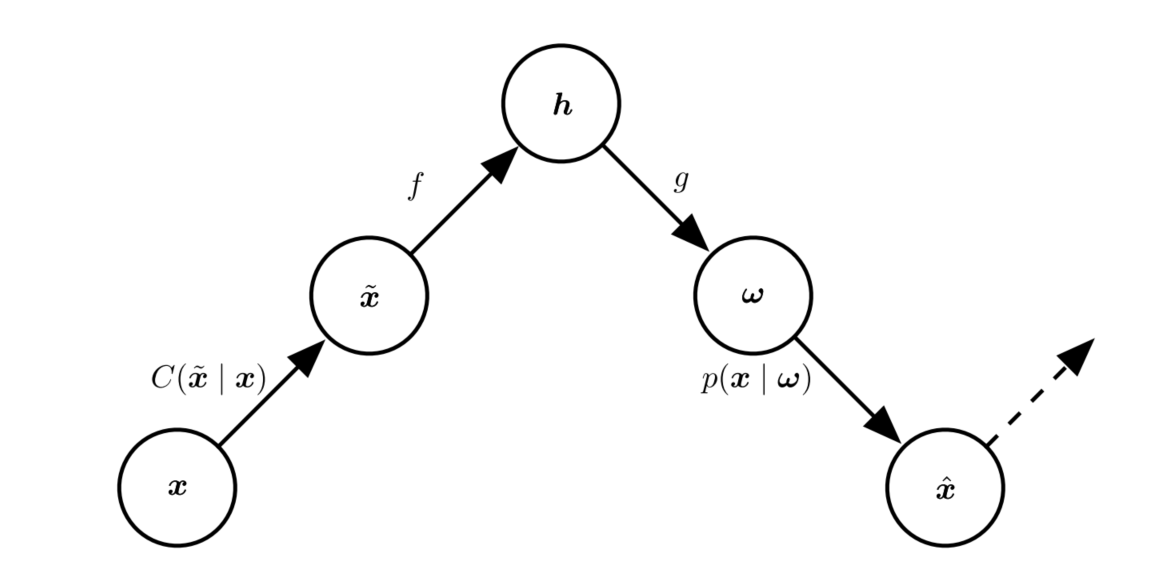 h
f
g
x̃
ω
C(x̃ | x)
p(x | ω)
x
x̂